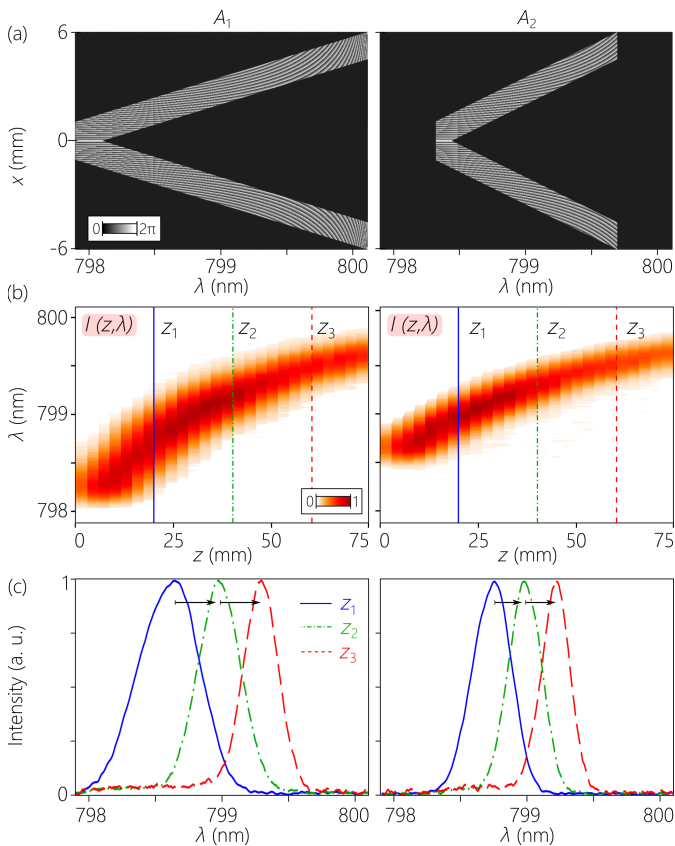 A1 A2
(a)
6
x (mm)
0
-6
0 2π
798 799 800 798 799 800
λ (nm) λ (nm)
(b)
800
λ (nm)
799
798
I (z,λ) z1 z2 z3
I (z,λ) z1 z2 z3
0 1
0 25 50 75 0 25 50 75
z (mm) z (mm)
(c)
1
Intensity (a. u.)
0
z1
z2
z3
798 799 800 798 799 800
λ (nm) λ (nm)